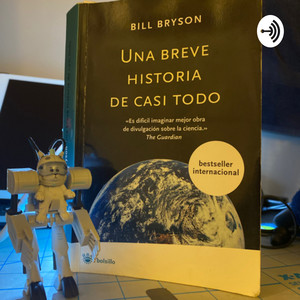 BILL BRYSON
UNA BREVE
HISTORIA
DE CASI TODO
«Es difícil imaginar mejor obra
de divulgación sobre la ciencia.»
The Guardian
bestseller
internacional